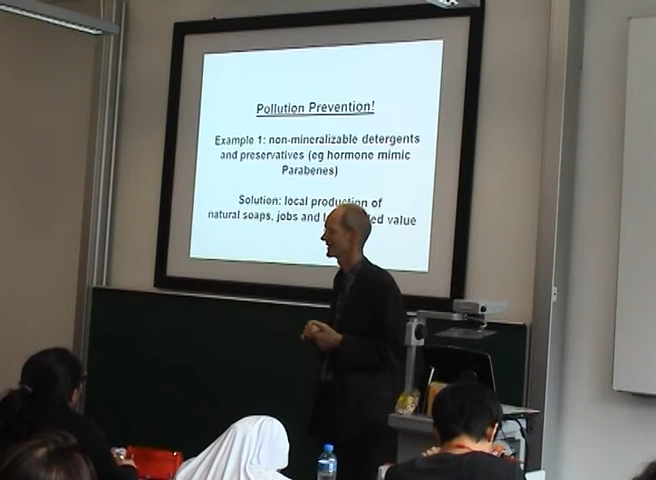 Pollution Prevention!
Example 1: non-mineralizable detergents
and preservatives (eg hormone mimic
Parabenes)
Solution: local production of
natural soaps, jobs and value